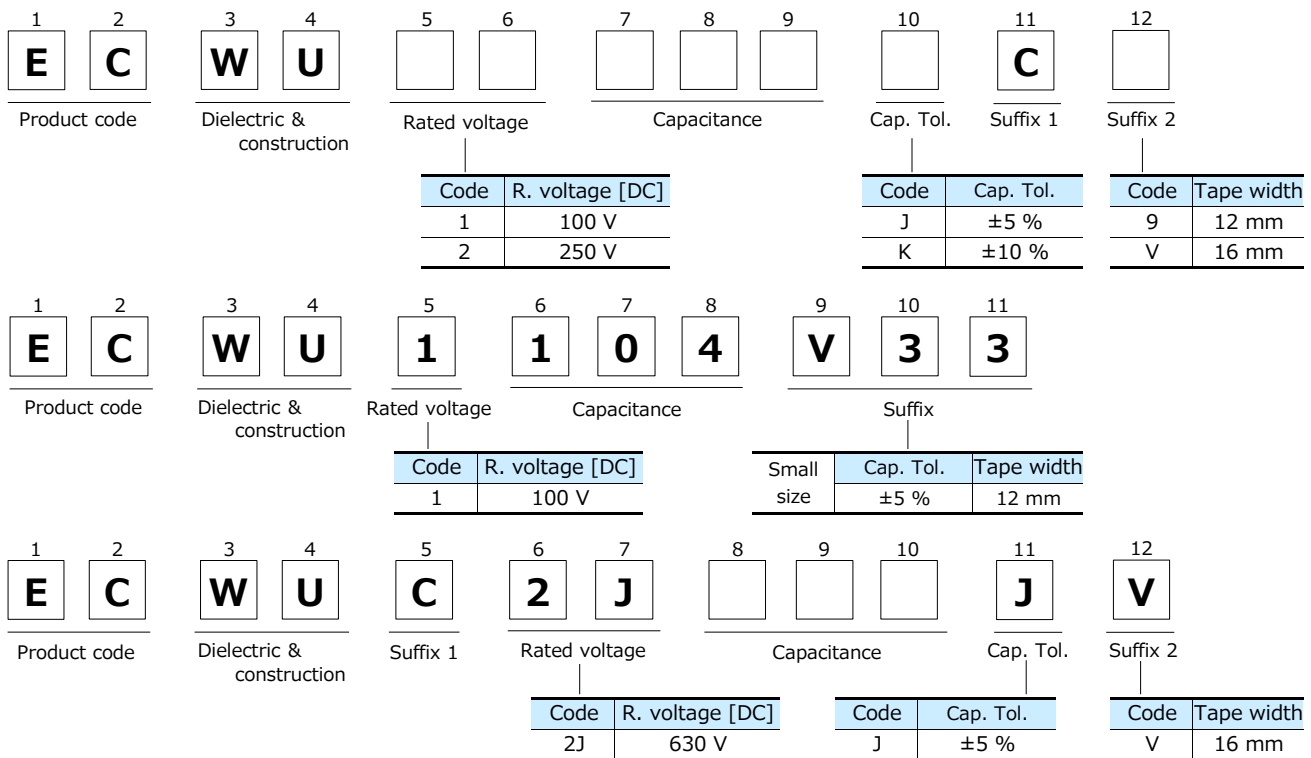 1 2 3 4 5 6 7 8 9 10 11 12
E C W U C
Product code Dielectric & construction Rated voltage Capacitance Cap. Tol. Suffix 1 Suffix 2
Code R. voltage [DC] Code Cap. Tol. Code Tape width
1 100 V J ±5 % 9 12 mm
2 250 V K ±10 % V 16 mm
1 2 3 4 5 6 7 8 9 10 11
E C W U 1 1 0 4 V 3 3
Product code Dielectric & construction Rated voltage Capacitance Suffix
Code R. voltage [DC] Small size Cap. Tol. Tape width
1 100 V ±5 % 12 mm
1 2 3 4 5 6 7 8 9 10 11 12
E C W U C 2 J J V
Product code Dielectric & construction Suffix 1 Rated voltage Capacitance Cap. Tol. Suffix 2
Code R. voltage [DC] Code Cap. Tol. Code Tape width
2J 630 V J ±5 % V 16 mm